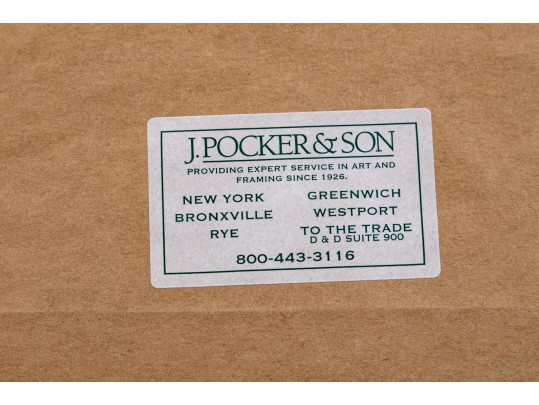 J. POCKER & SON
PROVIDING EXPERT SERVICE IN ART AND
FRAMING SINCE 1926.
NEW YORK
BRONXVILLE
RYE
GREENWICH
WESTPORT
TO THE TRADE
D & D SUITE 900
800-443-3116